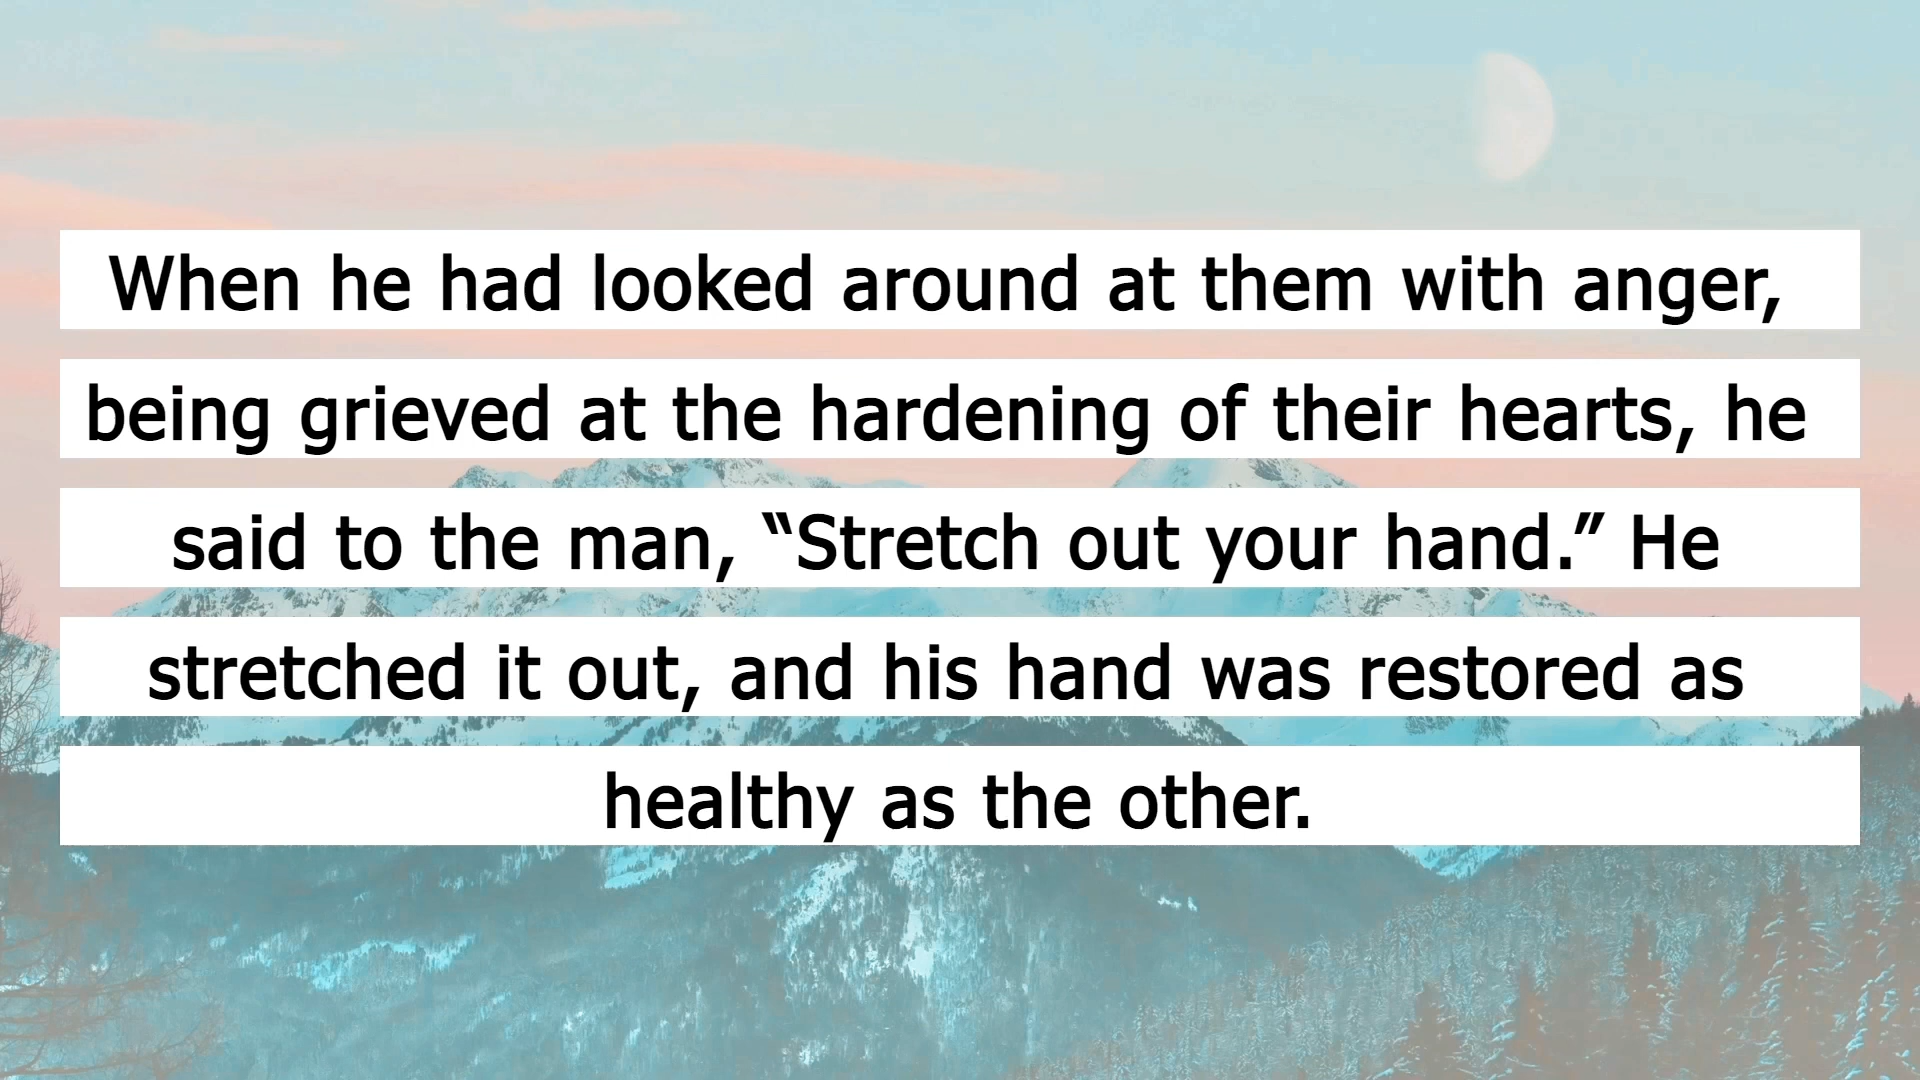 When he had looked around at them with anger,
being grieved at the hardening of their hearts, he
said to the man, “Stretch out your hand.” He
stretched it out, and his hand was restored as
healthy as the other.